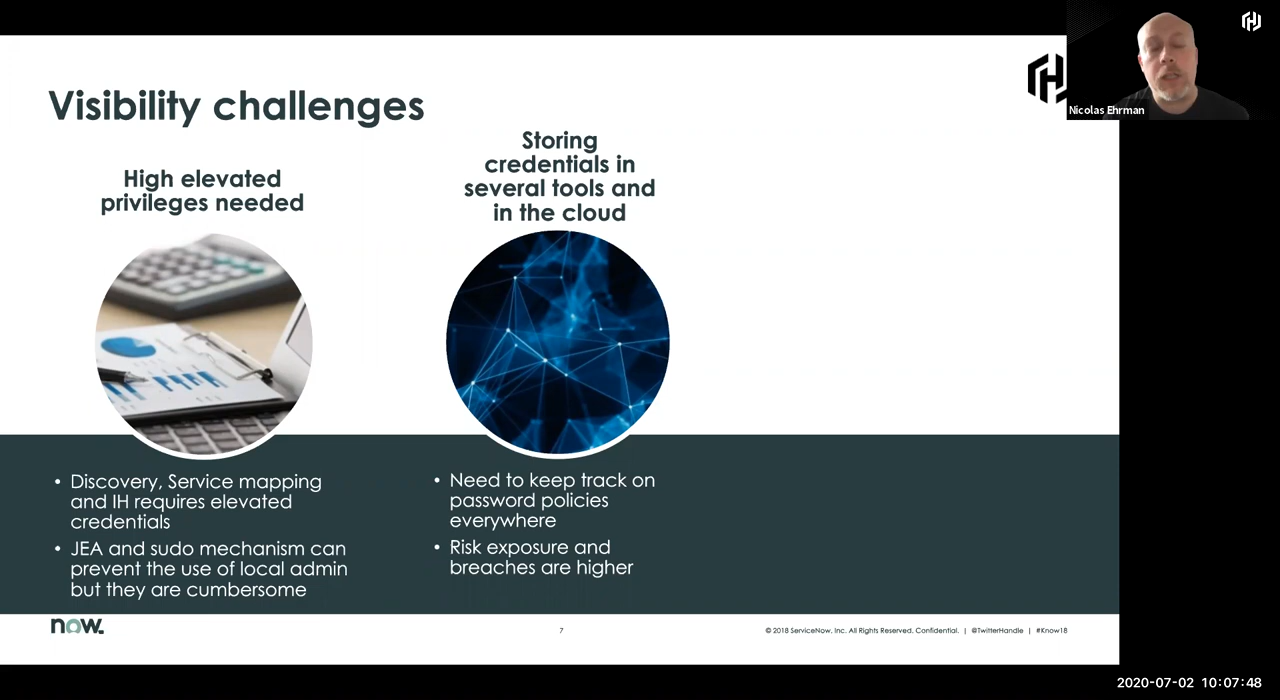 Visibility challenges
High elevated
privileges needed
Storing
credentials in
several tools and
in the cloud
• Discovery, Service mapping
and IH requires elevated
credentials
• JEA and sudo mechanism can
prevent the use of local admin
but they are cumbersome
• Need to keep track on
password policies
everywhere
• Risk exposure and
breaches are higher
now.
7
© 2018 ServiceNow, Inc. All Rights Reserved. Confidential. | @TwitterHandle | #Know18
Nicolas Ehrman
2020-07-02 10:07:48